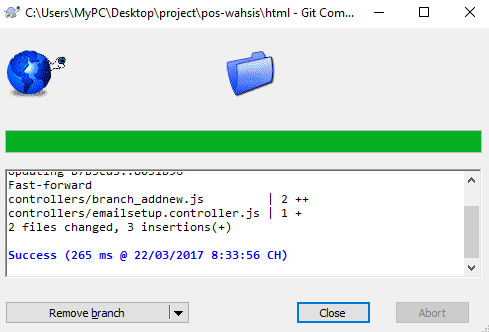 C:\Users\MyPC\Desktop\project\pos-wahsis\html - Git Com...
Fast-forward
controllers/branch_addnew.js | 2 ++
controllers/emailsetup.controller.js | 1 +
2 files changed, 3 insertions(+)
Success (265 ms @ 22/03/2017 8:33:56 CH)
Remove branch
Close
Abort